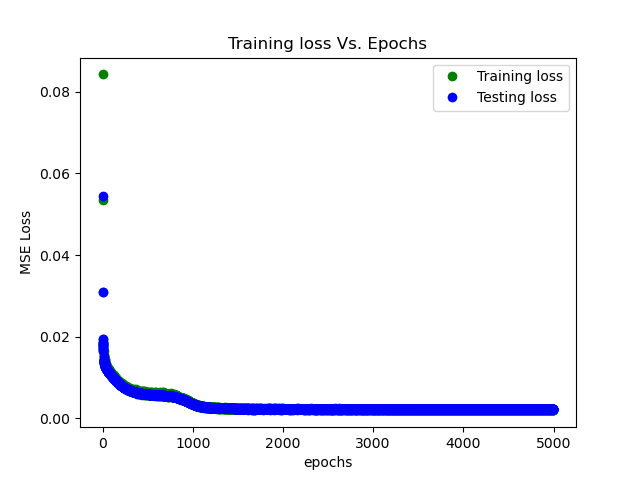 Training loss Vs. Epochs
Training loss
Testing loss
MSE Loss
0.08
0.06
0.04
0.02
0.00
0
1000
2000
3000
4000
5000
epochs